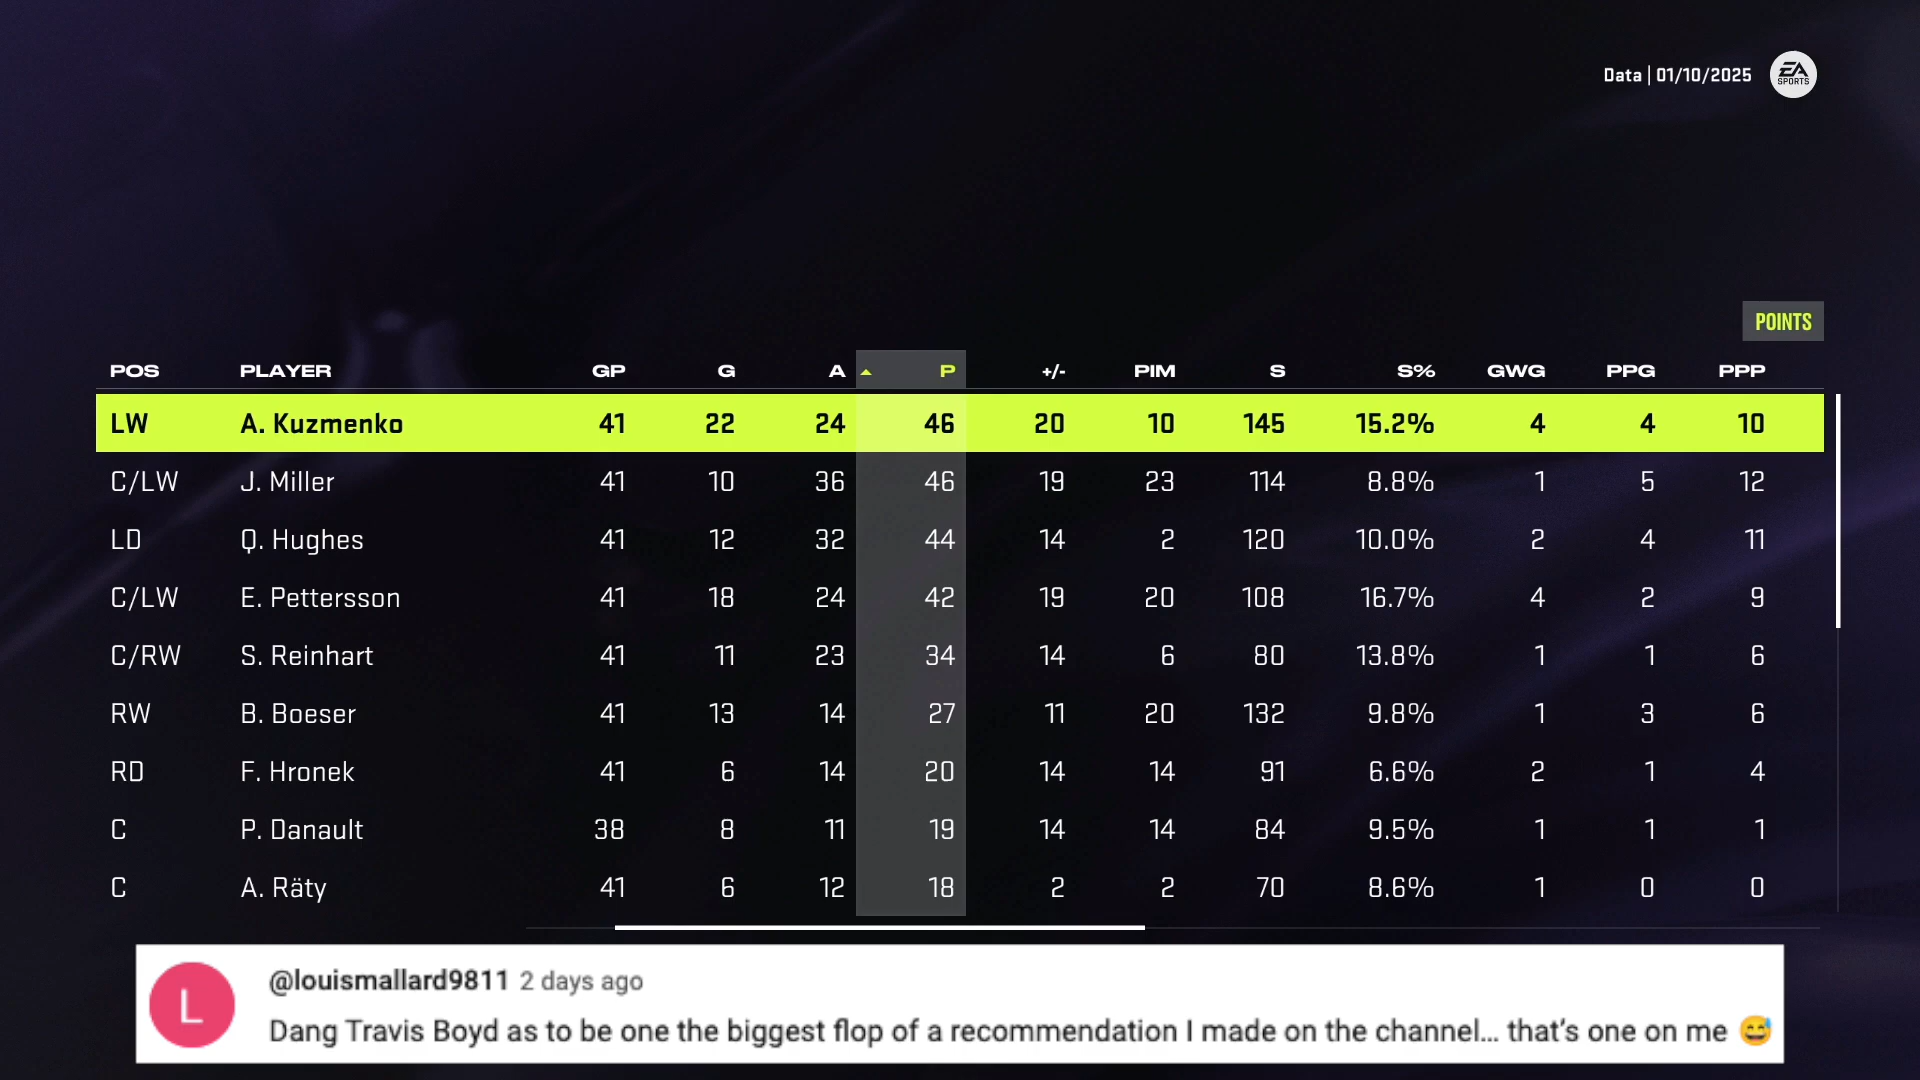 Data | 01/10/2025 EA SPORTS
POINTS
POS PLAYER GP G A P +/- PIM S S% GWG PPG PPP
LW A. Kuzmenko 41 22 24 46 20 10 145 15.2% 4 4 10
C/LW J. Miller 41 10 36 46 19 23 114 8.8% 1 5 12
LD Q. Hughes 41 12 32 44 14 2 120 10.0% 2 4 11
C/LW E. Pettersson 41 18 24 42 19 20 108 16.7% 4 2 9
C/RW S. Reinhart 41 11 23 34 14 6 80 13.8% 1 1 6
RW B. Boeser 41 13 14 27 11 20 132 9.8% 1 3 6
RD F. Hronek 41 6 14 20 14 14 91 6.6% 2 1 4
C P. Danault 38 8 11 19 14 14 84 9.5% 1 1 1
C A. Räty 41 6 12 18 2 2 70 8.6% 1 0 0
L
@louismallard9811 2 days ago
Dang Travis Boyd as to be one the biggest flop of a recommendation I made on the channel... that's one on me 😅